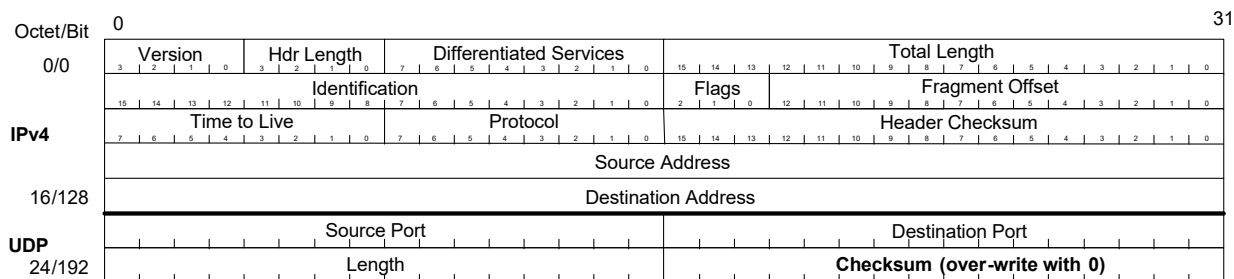 Octet/Bit 0 31
0/0 Version Hdr Length Differentiated Services Total Length
3 2 1 0 3 2 1 0 7 6 5 4 3 2 1 0 15 14 13 12 11 10 9 8 7 6 5 4 3 2 1 0
Identification Flags Fragment Offset
15 14 13 12 11 10 9 8 7 6 5 4 3 2 1 0 2 1 0 12 11 10 9 8 7 6 5 4 3 2 1 0
IPv4 Time to Live Protocol Header Checksum
7 6 5 4 3 2 1 0 7 6 5 4 3 2 1 0 15 14 13 12 11 10 9 8 7 6 5 4 3 2 1 0
Source Address
16/128 Destination Address
UDP Source Port Destination Port
24/192 Length Checksum (over-write with 0)